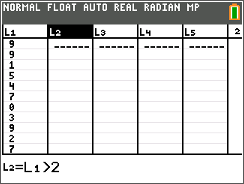 NORMAL FLOAT AUTO REAL RADIAN MP
L1 L2 L3 L4 L5 2
9 ------ ------ ------ ------
9
1
5
4
7
0
3
9
2
7
L2=L1>2